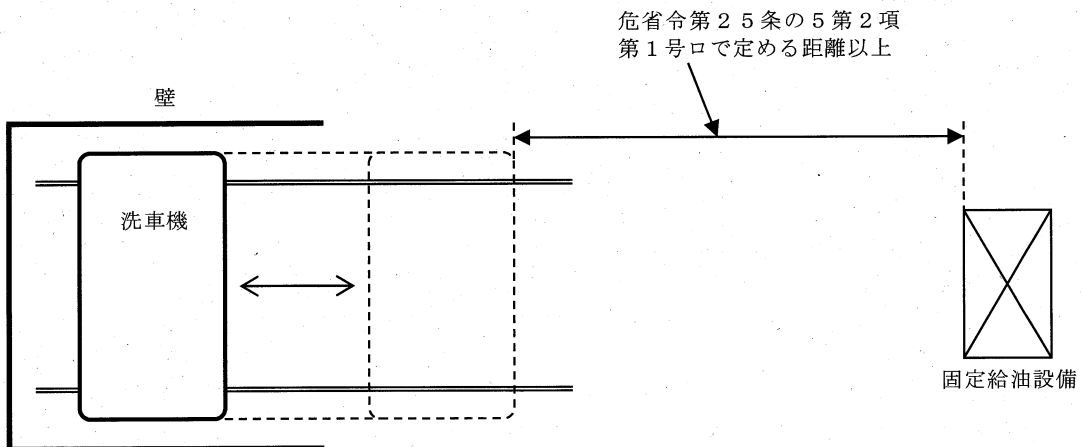 危省令第２５条の５第２項
第１号ロで定める距離以上
壁
洗車機
固定給油設備